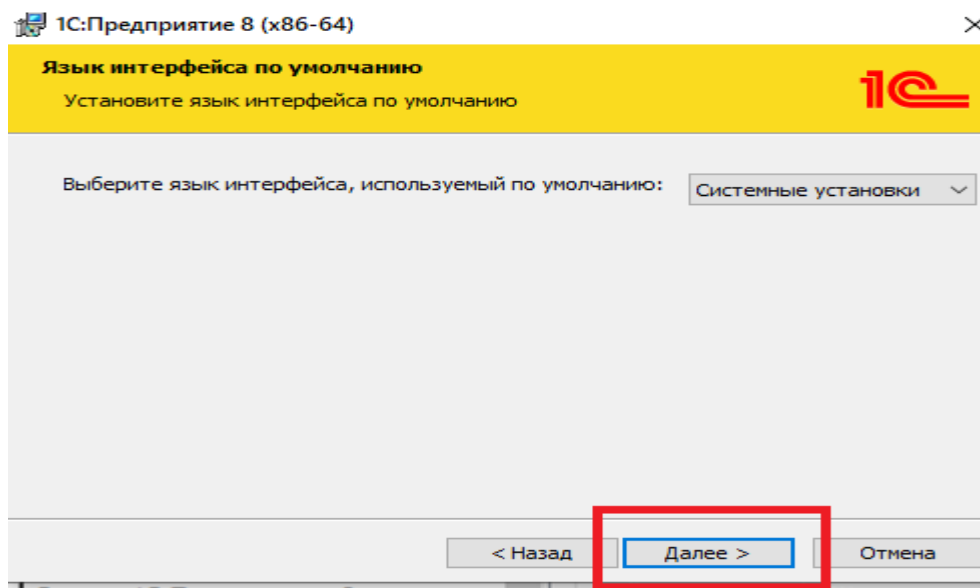 1С:Предприятие 8 (x86-64)
Язык интерфейса по умолчанию
Установите язык интерфейса по умолчанию
1С
Выберите язык интерфейса, используемый по умолчанию:
Системные установки
< Назад
Далее >
Отмена